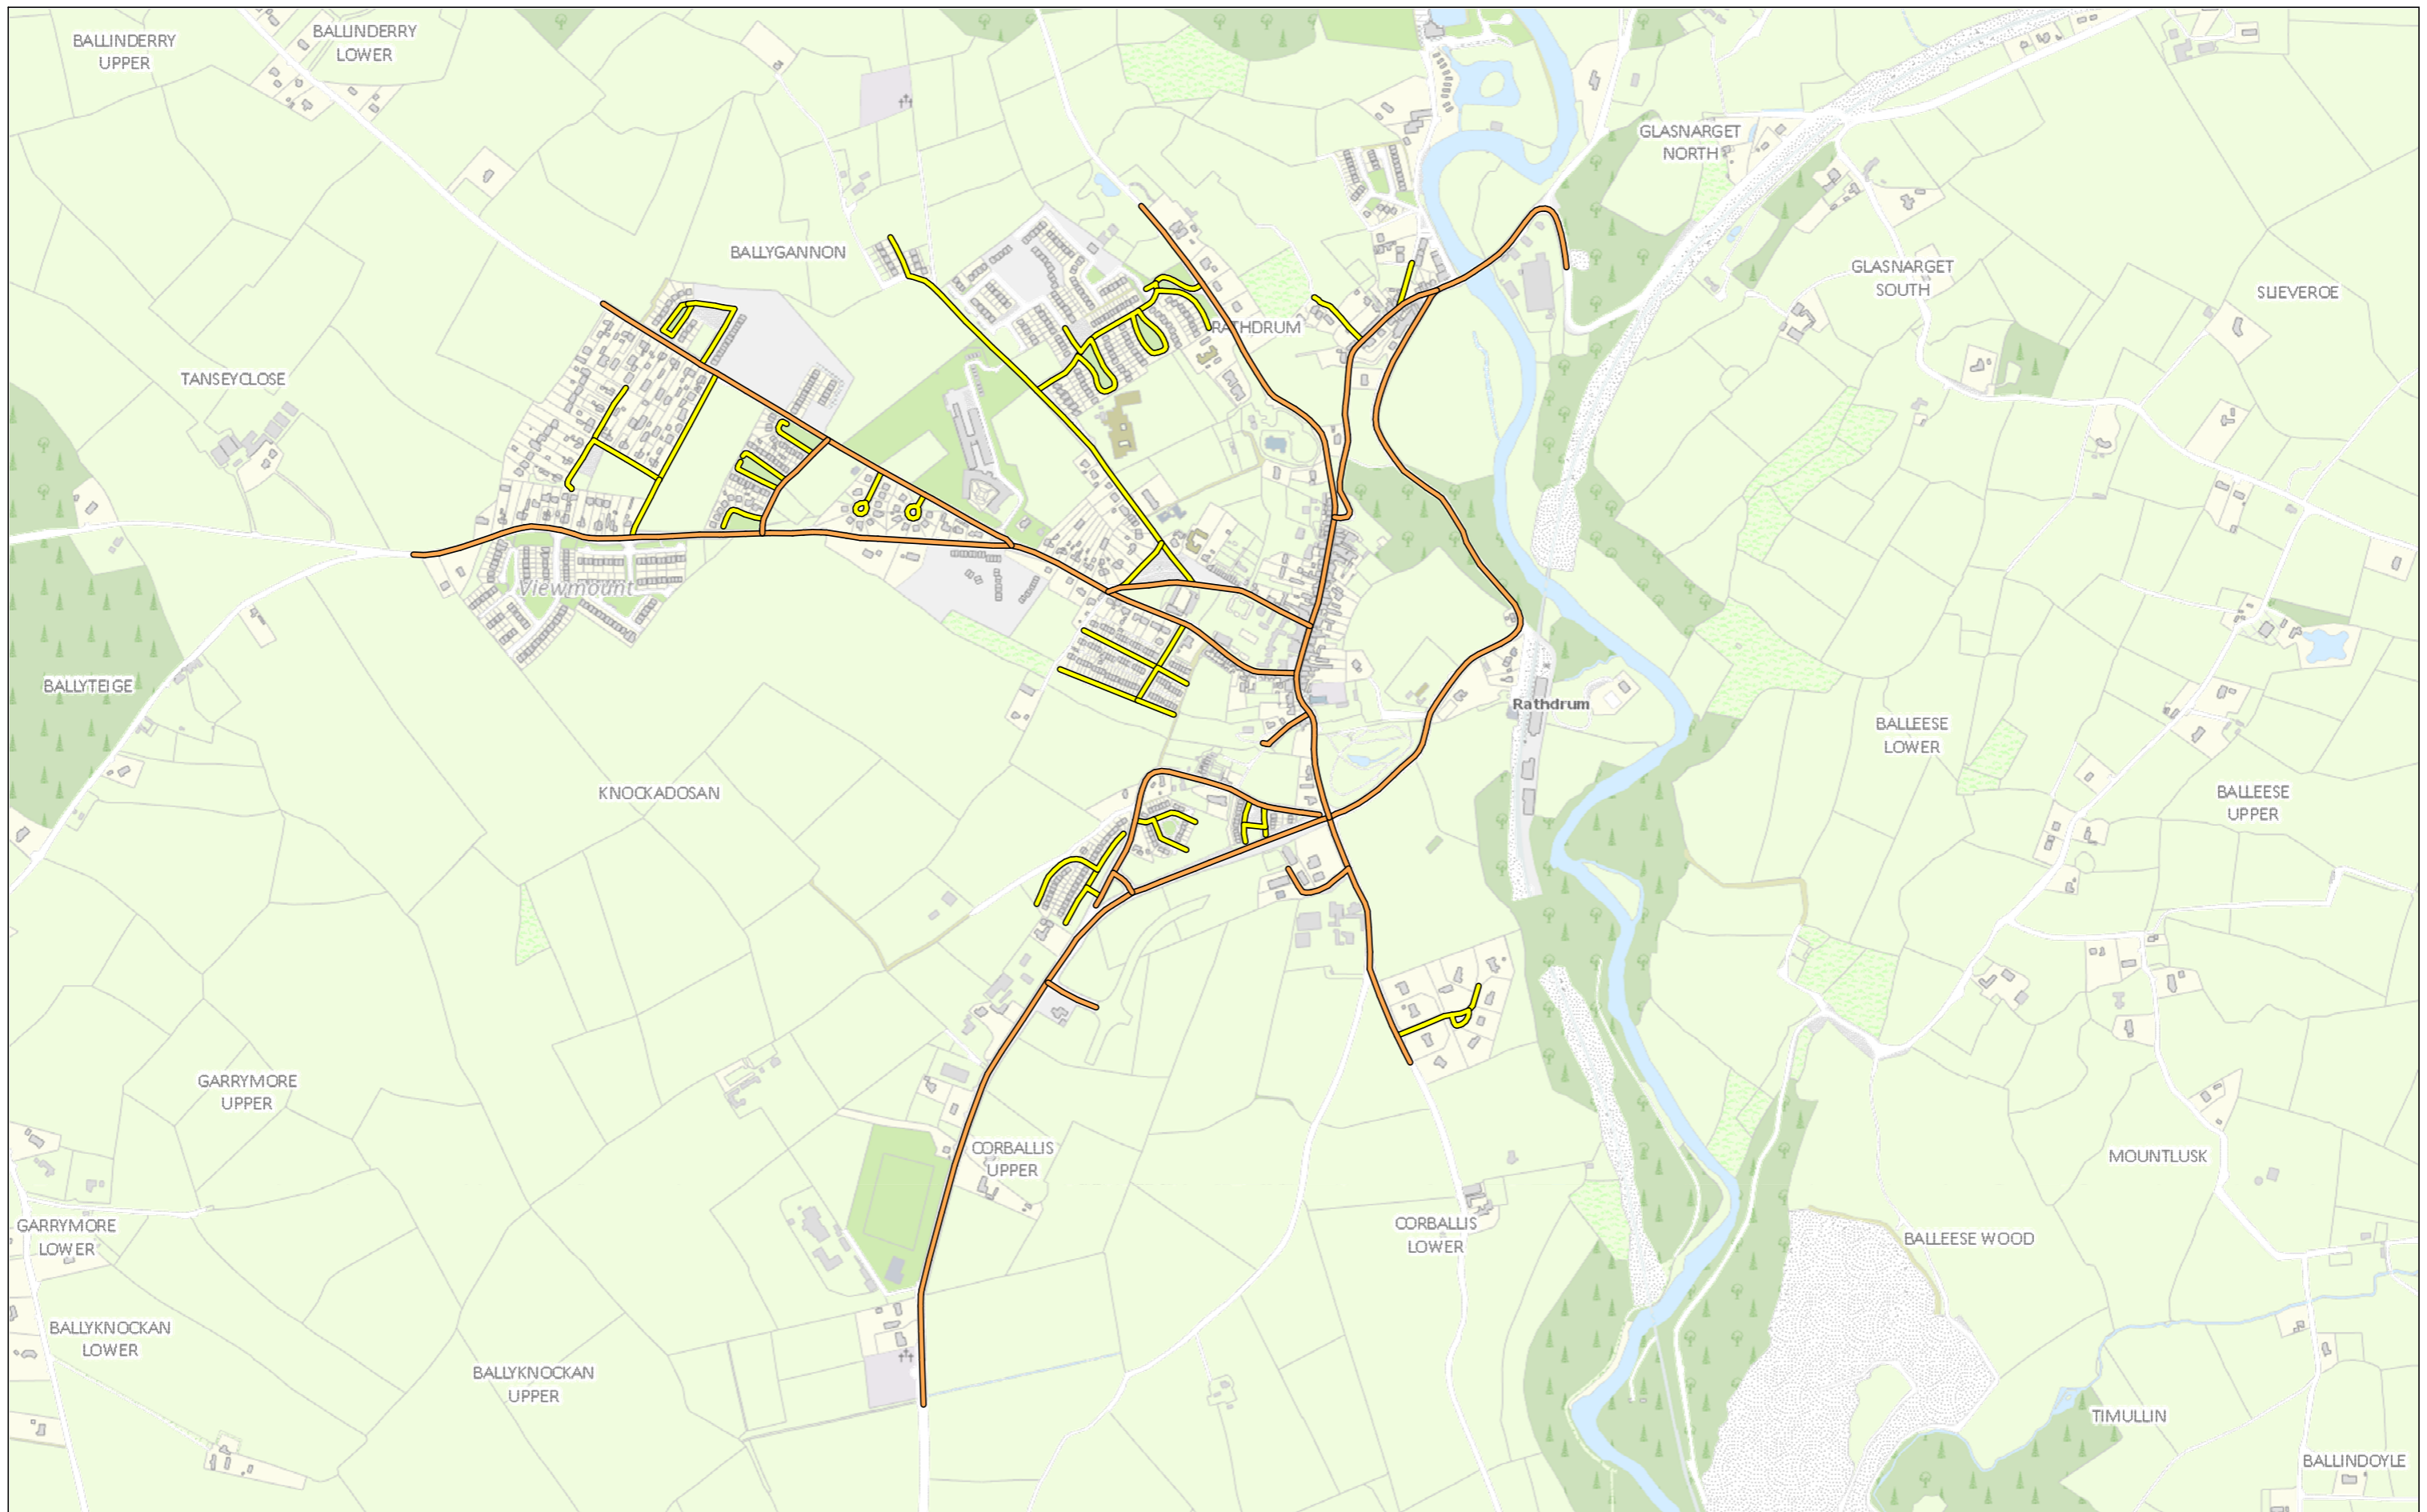 BALLINDERRY
UPPER
BALLINDERRY
LOWER
GLASNARGET
NORTH
BALLYGANNON
GLASNARGET
SOUTH
SLIEVEROE
RATHDRUM
TANSEYCLOSE
Viewmount
BALLYTEIGE
Rathdrum
BALLEESE
LOWER
KNOCKADOSAN
BALLEESE
UPPER
GARRYMORE
UPPER
CORBALLIS
UPPER
MOUNTLUSK
GARRYMORE
LOWER
CORBALLIS
LOWER
BALLEESE WOOD
BALLYKNOCKAN
LOWER
BALLYKNOCKAN
UPPER
TIMULLIN
BALLINDOYLE